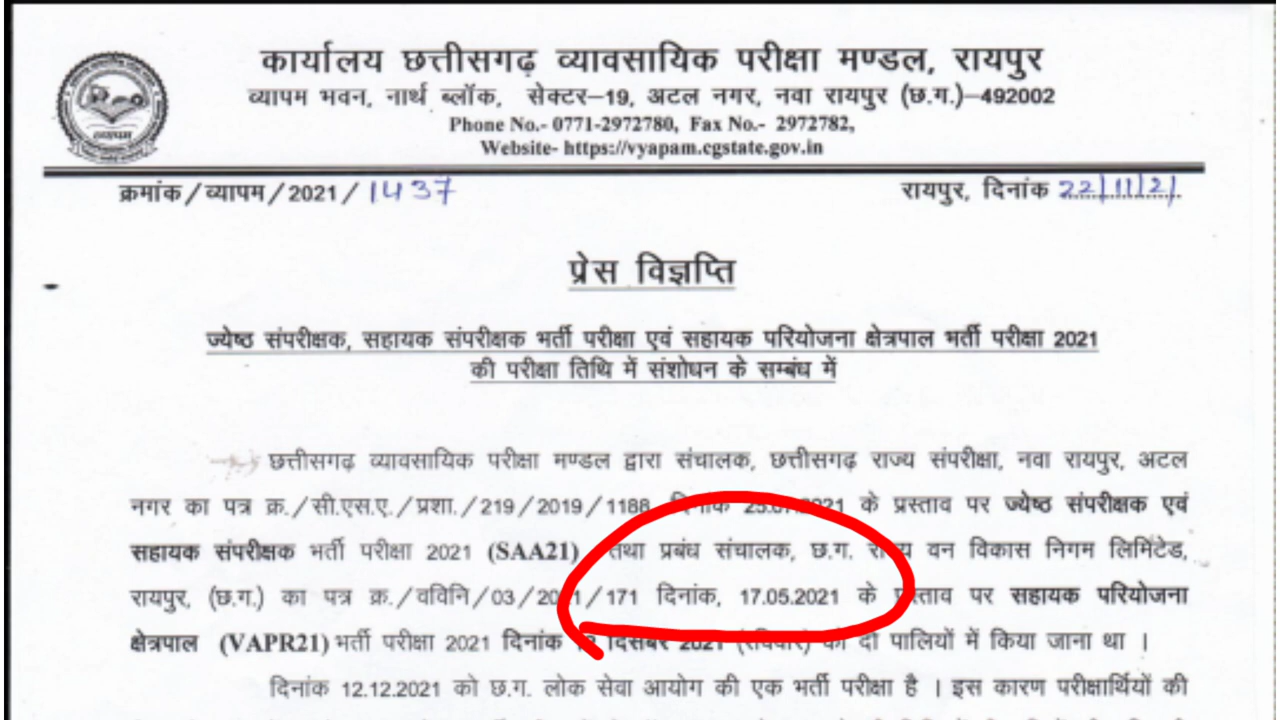 कार्यालय छत्तीसगढ़ व्यावसायिक परीक्षा मण्डल, रायपुर
व्यापम भवन, नार्थ ब्लॉक, सेक्टर–19, अटल नगर, नवा रायपुर (छ.ग.)–492002
Phone No.- 0771-2972780, Fax No.- 2972782,
Website- https://vyapam.cgstate.gov.in
व्यापम
क्रमांक/व्यापम/2021/1437
रायपुर, दिनांक 22/11/21
प्रेस विज्ञप्ति
ज्येष्ठ संपरीक्षक, सहायक संपरीक्षक भर्ती परीक्षा एवं सहायक परियोजना क्षेत्रपाल भर्ती परीक्षा 2021
की परीक्षा तिथि में संशोधन के सम्बंध में
छत्तीसगढ़ व्यावसायिक परीक्षा मण्डल द्वारा संचालक, छत्तीसगढ़ राज्य संपरीक्षा, नवा रायपुर, अटल
नगर का पत्र क्र./सी.एस.ए./प्रशा./219/2019/1188 दिनांक के प्रस्ताव पर ज्येष्ठ संपरीक्षक एवं
सहायक संपरीक्षक भर्ती परीक्षा 2021 (SAA21) तथा प्रबंध संचालक, छ.ग. राज्य वन विकास निगम लिमिटेड,
रायपुर, (छ.ग.) का पत्र क्र./वविनि/03/2021/171 दिनांक, 17.05.2021 के प्रस्ताव पर सहायक परियोजना
क्षेत्रपाल (VAPR21) भर्ती परीक्षा 2021 दिनांक दिसंबर 2021 (रविवार) को दो पालियों में किया जाना था ।
दिनांक 12.12.2021 को छ.ग. लोक सेवा आयोग की एक भर्ती परीक्षा है । इस कारण परीक्षार्थियों की